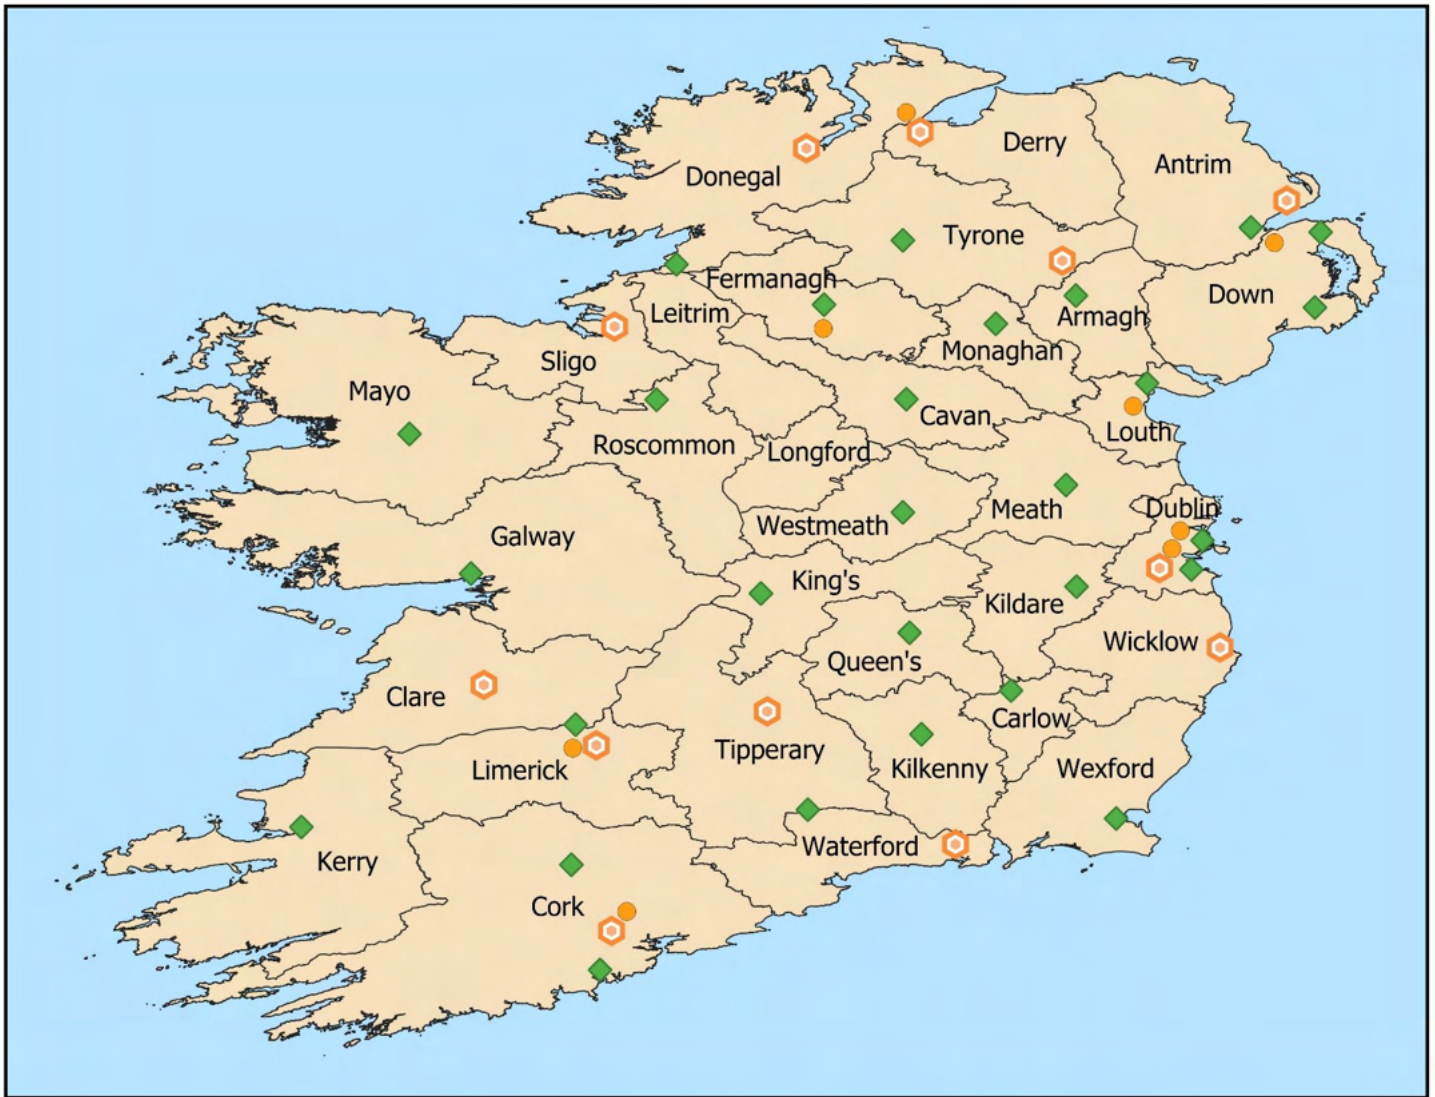 Derry
Antrim
Donegal
Tyrone
Fermanagh
Down
Leitrim
Armagh
Monaghan
Sligo
Mayo
Cavan
Louth
Roscommon
Longford
Meath
Dublin
Westmeath
Galway
King's
Kildare
Wicklow
Queen's
Clare
Carlow
Tipperary
Limerick
Kilkenny
Wexford
Waterford
Kerry
Cork